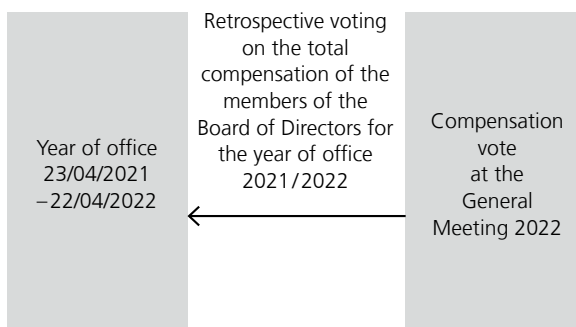 Year of office
23/04/2021
–22/04/2022
Retrospective voting
on the total
compensation of the
members of the
Board of Directors for
the year of office
2021/2022
Compensation
vote
at the
General
Meeting 2022